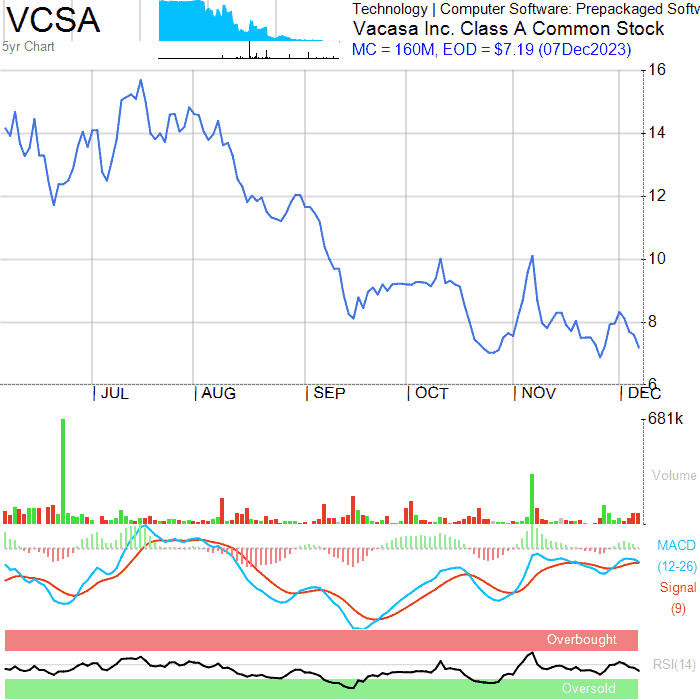 VCSA
5yr Chart
Technology | Computer Software: Prepackaged Softw
Vacasa Inc. Class A Common Stock
MC = 160M, EOD = $7.19 (07Dec2023)
16
14
12
10
8
6
JUL AUG SEP OCT NOV DEC
681k
Volume
MACD
(12-26)
Signal
(9)
Overbought
RSI(14)
Oversold